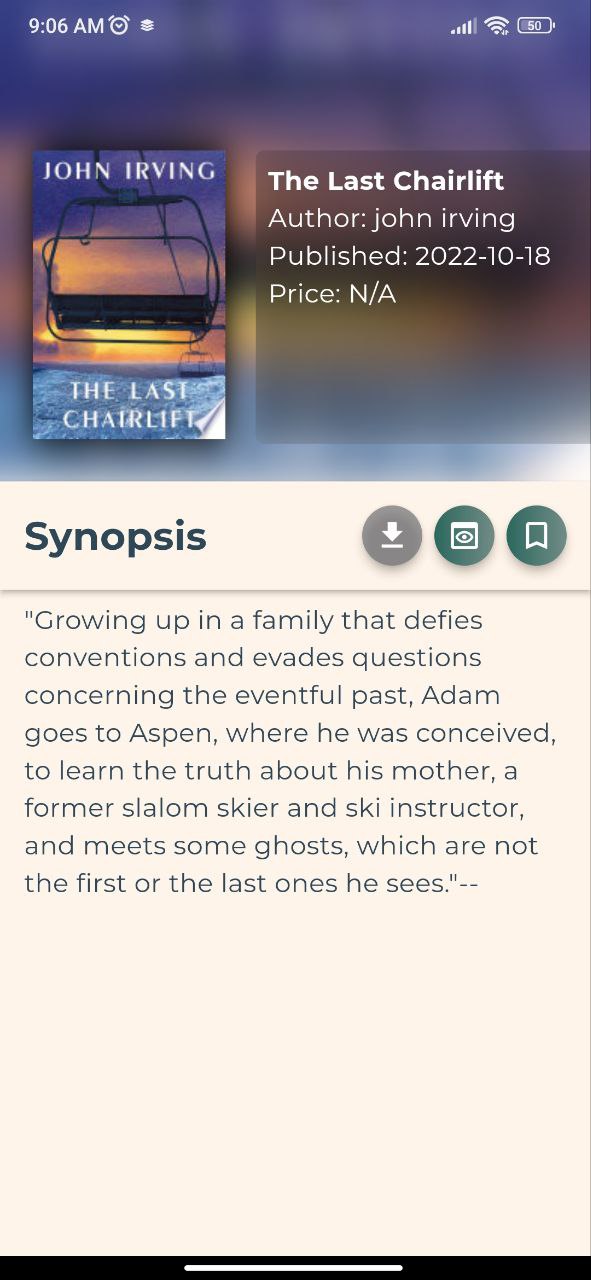 9:06 AM
50
JOHN IRVING
THE LAST
CHAIRLIFT
The Last Chairlift
Author: john irving
Published: 2022-10-18
Price: N/A
Synopsis
"Growing up in a family that defies
conventions and evades questions
concerning the eventful past, Adam
goes to Aspen, where he was conceived,
to learn the truth about his mother, a
former slalom skier and ski instructor,
and meets some ghosts, which are not
the first or the last ones he sees."--